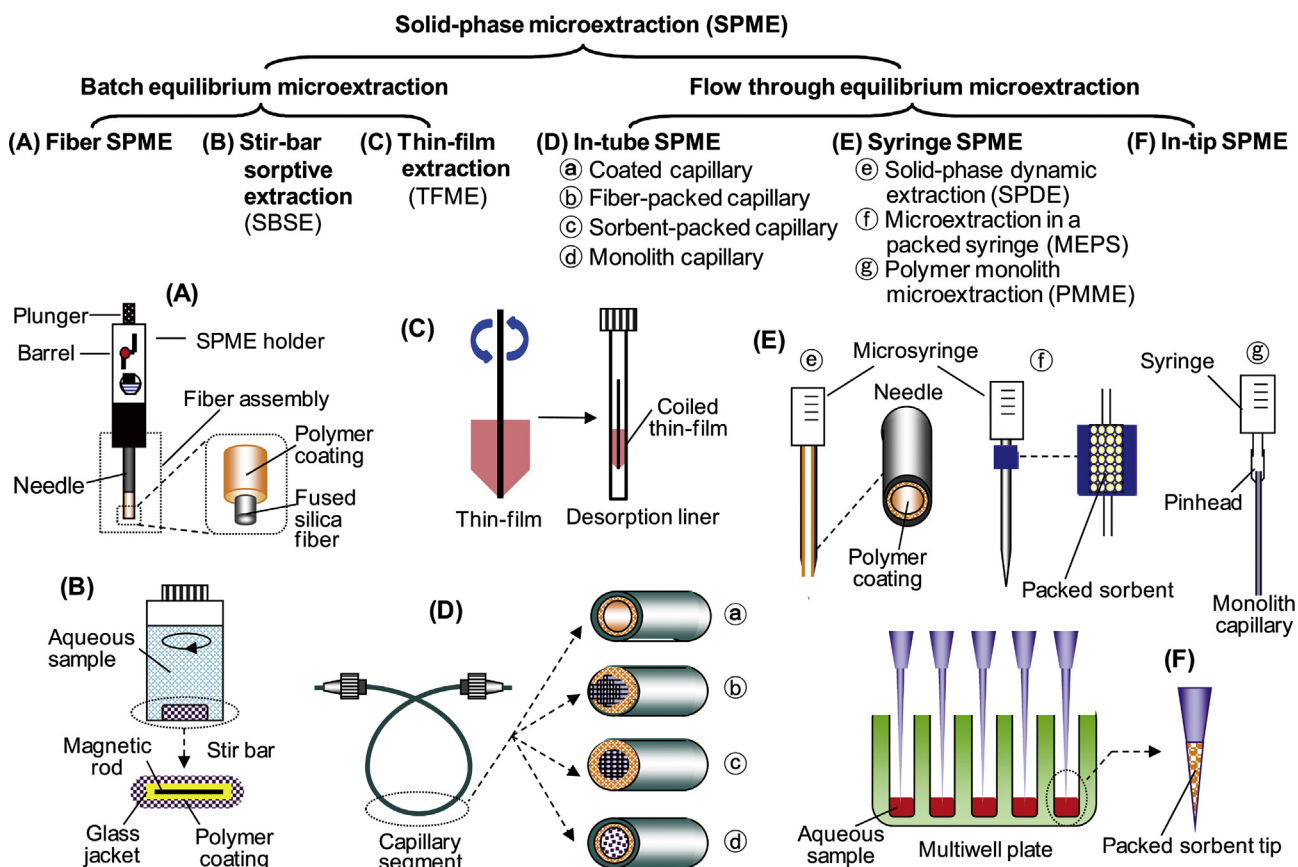 Solid-phase microextraction (SPME)
Batch equilibrium microextraction
Flow through equilibrium microextraction
(A) Fiber SPME
(B) Stir-bar
sorptive
extraction
(SBSE)
(C) Thin-film
extraction
(TFME)
(D) In-tube SPME
ⓐ Coated capillary
ⓑ Fiber-packed capillary
ⓒ Sorbent-packed capillary
ⓓ Monolith capillary
(E) Syringe SPME
ⓔ Solid-phase dynamic
extraction (SPDE)
ⓕ Microextraction in a
packed syringe (MEPS)
ⓖ Polymer monolith
microextraction (PMME)
(F) In-tip SPME
(A)
Plunger
Barrel
SPME holder
Fiber assembly
Polymer
coating
Needle
Fused
silica
fiber
(C)
Coiled
thin-film
Thin-film
Desorption liner
(E)
ⓔ
Microsyringe
ⓕ
Needle
Polymer
coating
Packed sorbent
ⓖ
Syringe
Pinhead
Monolith
capillary
(B)
Aqueous
sample
Magnetic
rod
Stir bar
Glass
jacket
Polymer
coating
(D)
Capillary
segment
ⓐ
ⓑ
ⓒ
ⓓ
(F)
Aqueous
sample
Multiwell plate
Packed sorbent tip